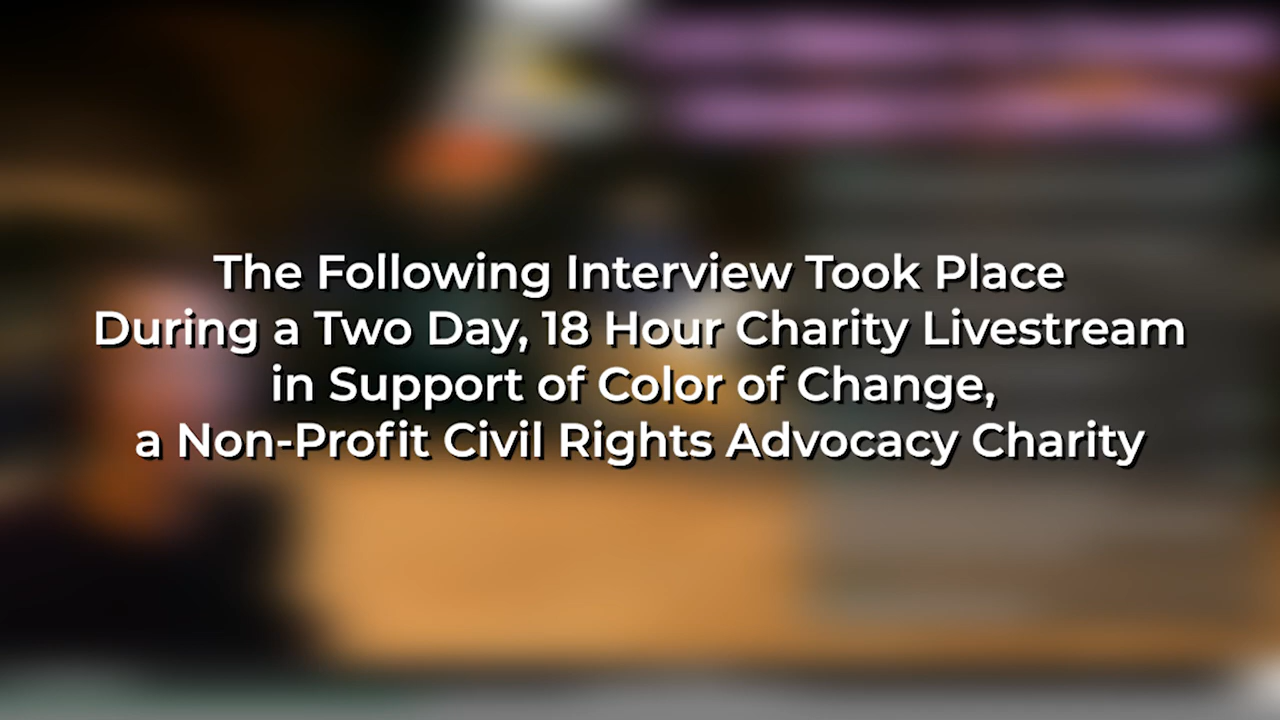 The Following Interview Took Place
During a Two Day, 18 Hour Charity Livestream
in Support of Color of Change,
a Non-Profit Civil Rights Advocacy Charity